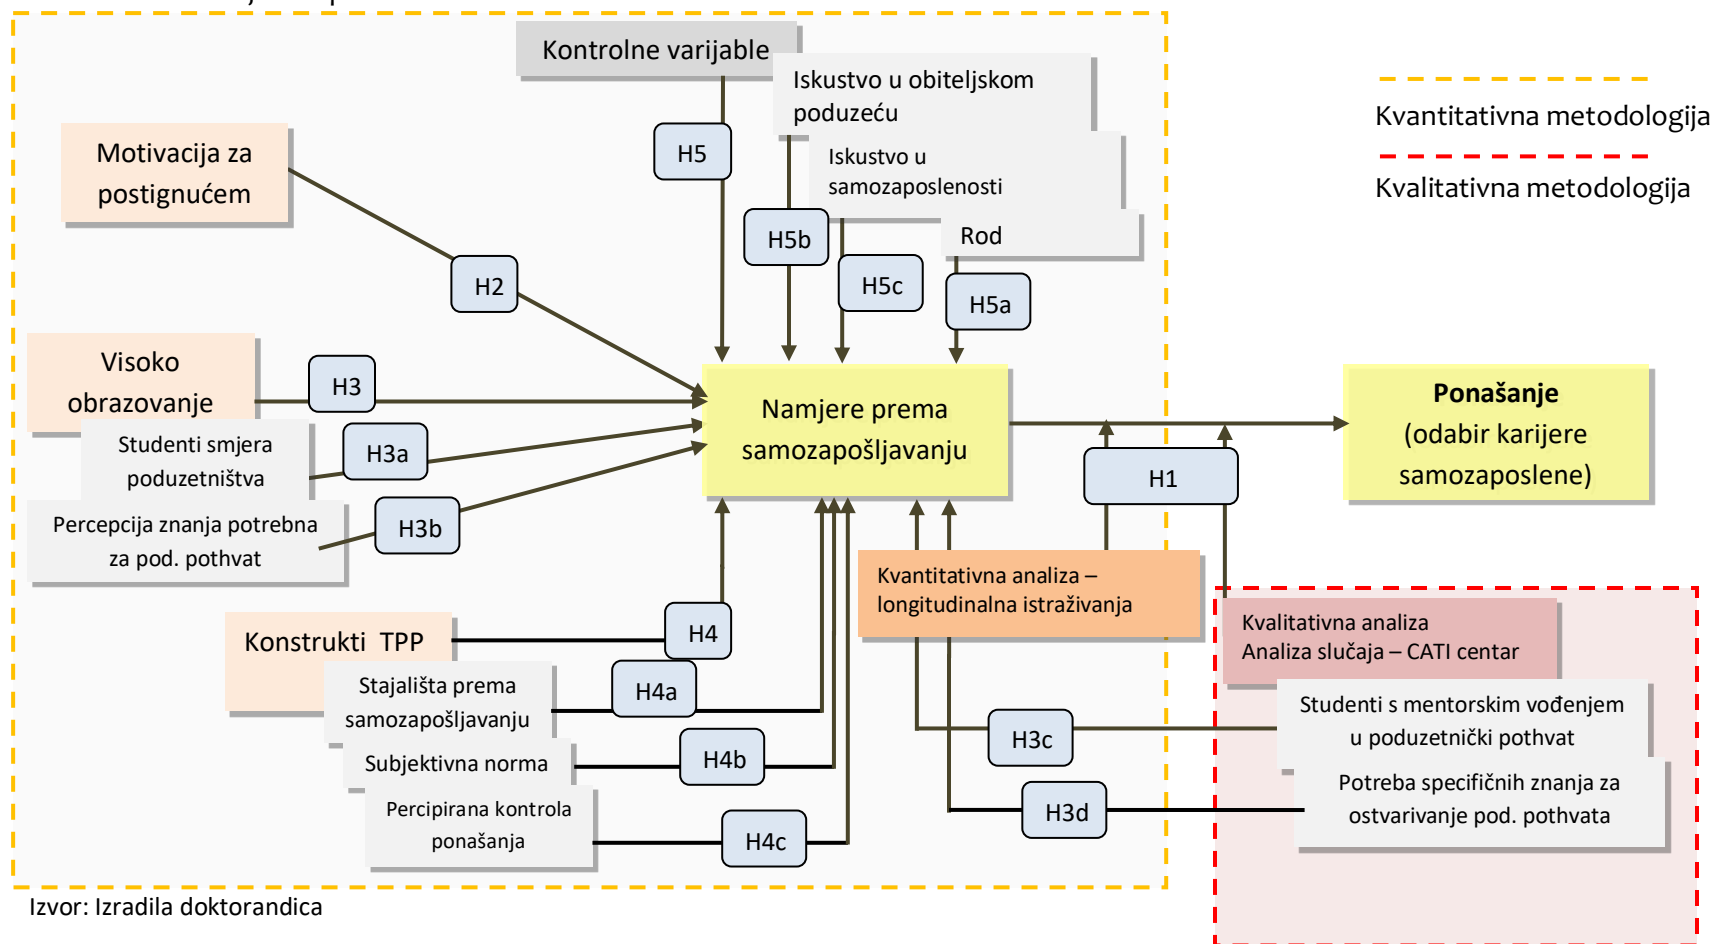 Kontrolne varijable
Iskustvo u obiteljskom
poduzeću
Iskustvo u
samozaposlenosti
Rod
Kvantitativna metodologija
Kvalitativna metodologija
Motivacija za
postignućem
H5
H5b
H5c
H5a
H2
Visoko
obrazovanje
H3
Studenti smjera
poduzetništva
H3a
Percepcija znanja potrebna
za pod. pothvat
H3b
Namjere prema
samozapošljavanju
Ponašanje
(odabir karijere
samozaposlene)
H1
Kvantitativna analiza –
longitudinalna istraživanja
Konstrukti TPP
H4
Stajališta prema
samozapošljavanju
H4a
Subjektivna norma
H4b
Percipirana kontrola
ponašanja
H4c
Kvalitativna analiza
Analiza slučaja – CATI centar
Studenti s mentorskim vođenjem
u poduzetnički pothvat
H3c
Potreba specifičnih znanja za
ostvarivanje pod. pothvata
H3d
Izvor: Izradila doktorandica